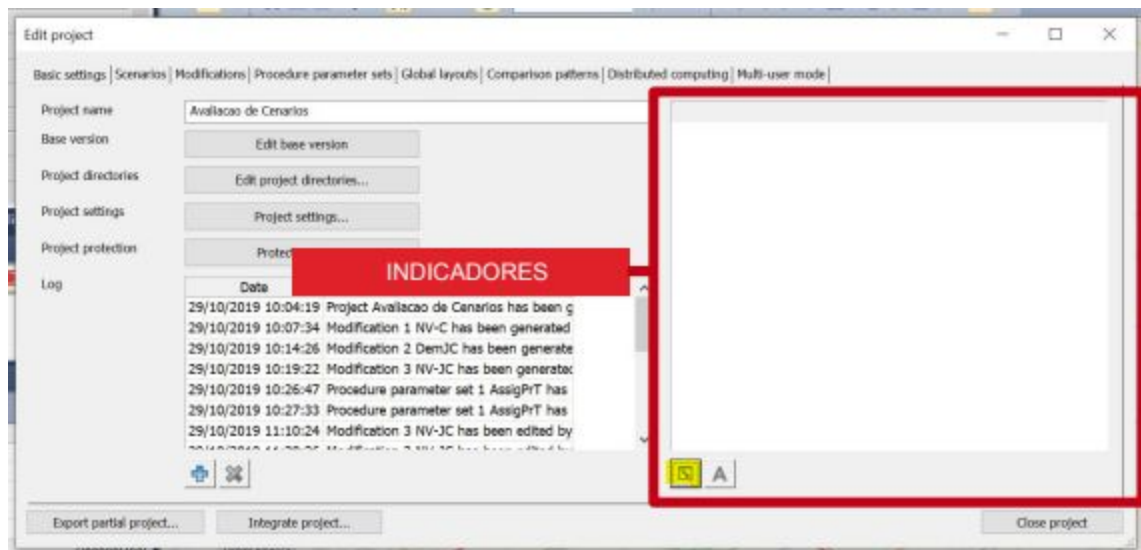 Edit project
Basic settings | Scenarios | Modifications | Procedure parameter sets | Global layouts | Comparison patterns | Distributed computing | Multi-user mode |
Project name
Avaliacao de Cenarios
Base version
Edit base version
Project directories
Edit project directories...
Project settings
Project settings...
Project protection
Protec
INDICADORES
Log
Date
29/10/2019 10:04:19 Project Avaliacao de Cenarios has been g
29/10/2019 10:07:34 Modification 1 NV-C has been generated
29/10/2019 10:14:26 Modification 2 DemJC has been generate
29/10/2019 10:19:22 Modification 3 NV-JC has been generated
29/10/2019 10:26:47 Procedure parameter set 1 AssigPrT has
29/10/2019 10:27:33 Procedure parameter set 1 AssigPrT has
29/10/2019 11:10:24 Modification 3 NV-JC has been edited by
A
Export partial project...
Integrate project...
Close project